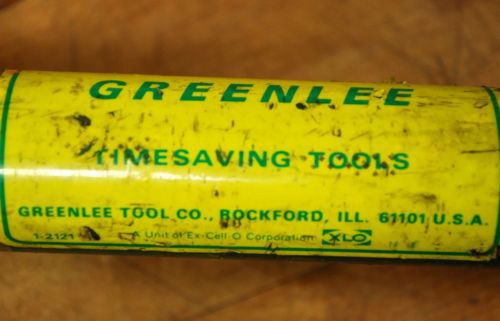 GREENLEE
TIMESAVING TOOLS
GREENLEE TOOL CO., ROCKFORD, ILL. 61101 U.S.A.
1-2121 A Unit of Ex-Cell-O Corporation XLO